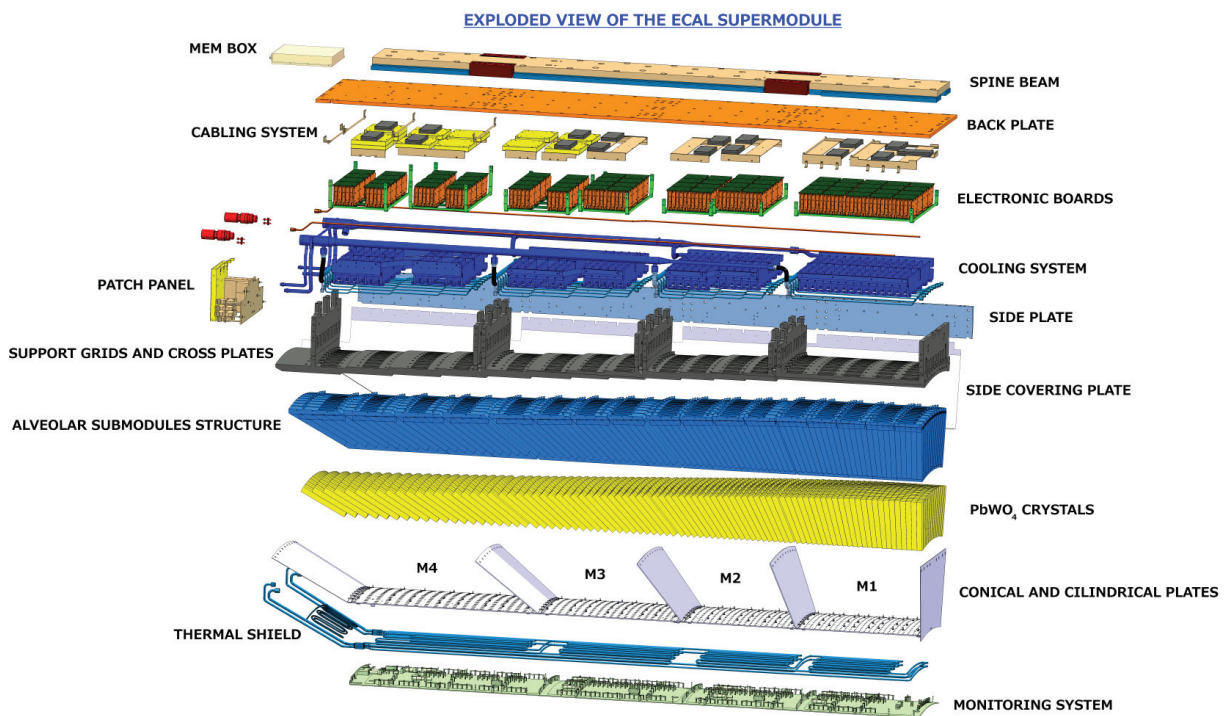 EXPLODED VIEW OF THE ECAL SUPERMODULE
MEM BOX
SPINE BEAM
BACK PLATE
CABLING SYSTEM
ELECTRONIC BOARDS
COOLING SYSTEM
PATCH PANEL
SIDE PLATE
SUPPORT GRIDS AND CROSS PLATES
SIDE COVERING PLATE
ALVEOLAR SUBMODULES STRUCTURE
PbWO₄ CRYSTALS
M4
M3
M2
M1
CONICAL AND CILINDRICAL PLATES
THERMAL SHIELD
MONITORING SYSTEM